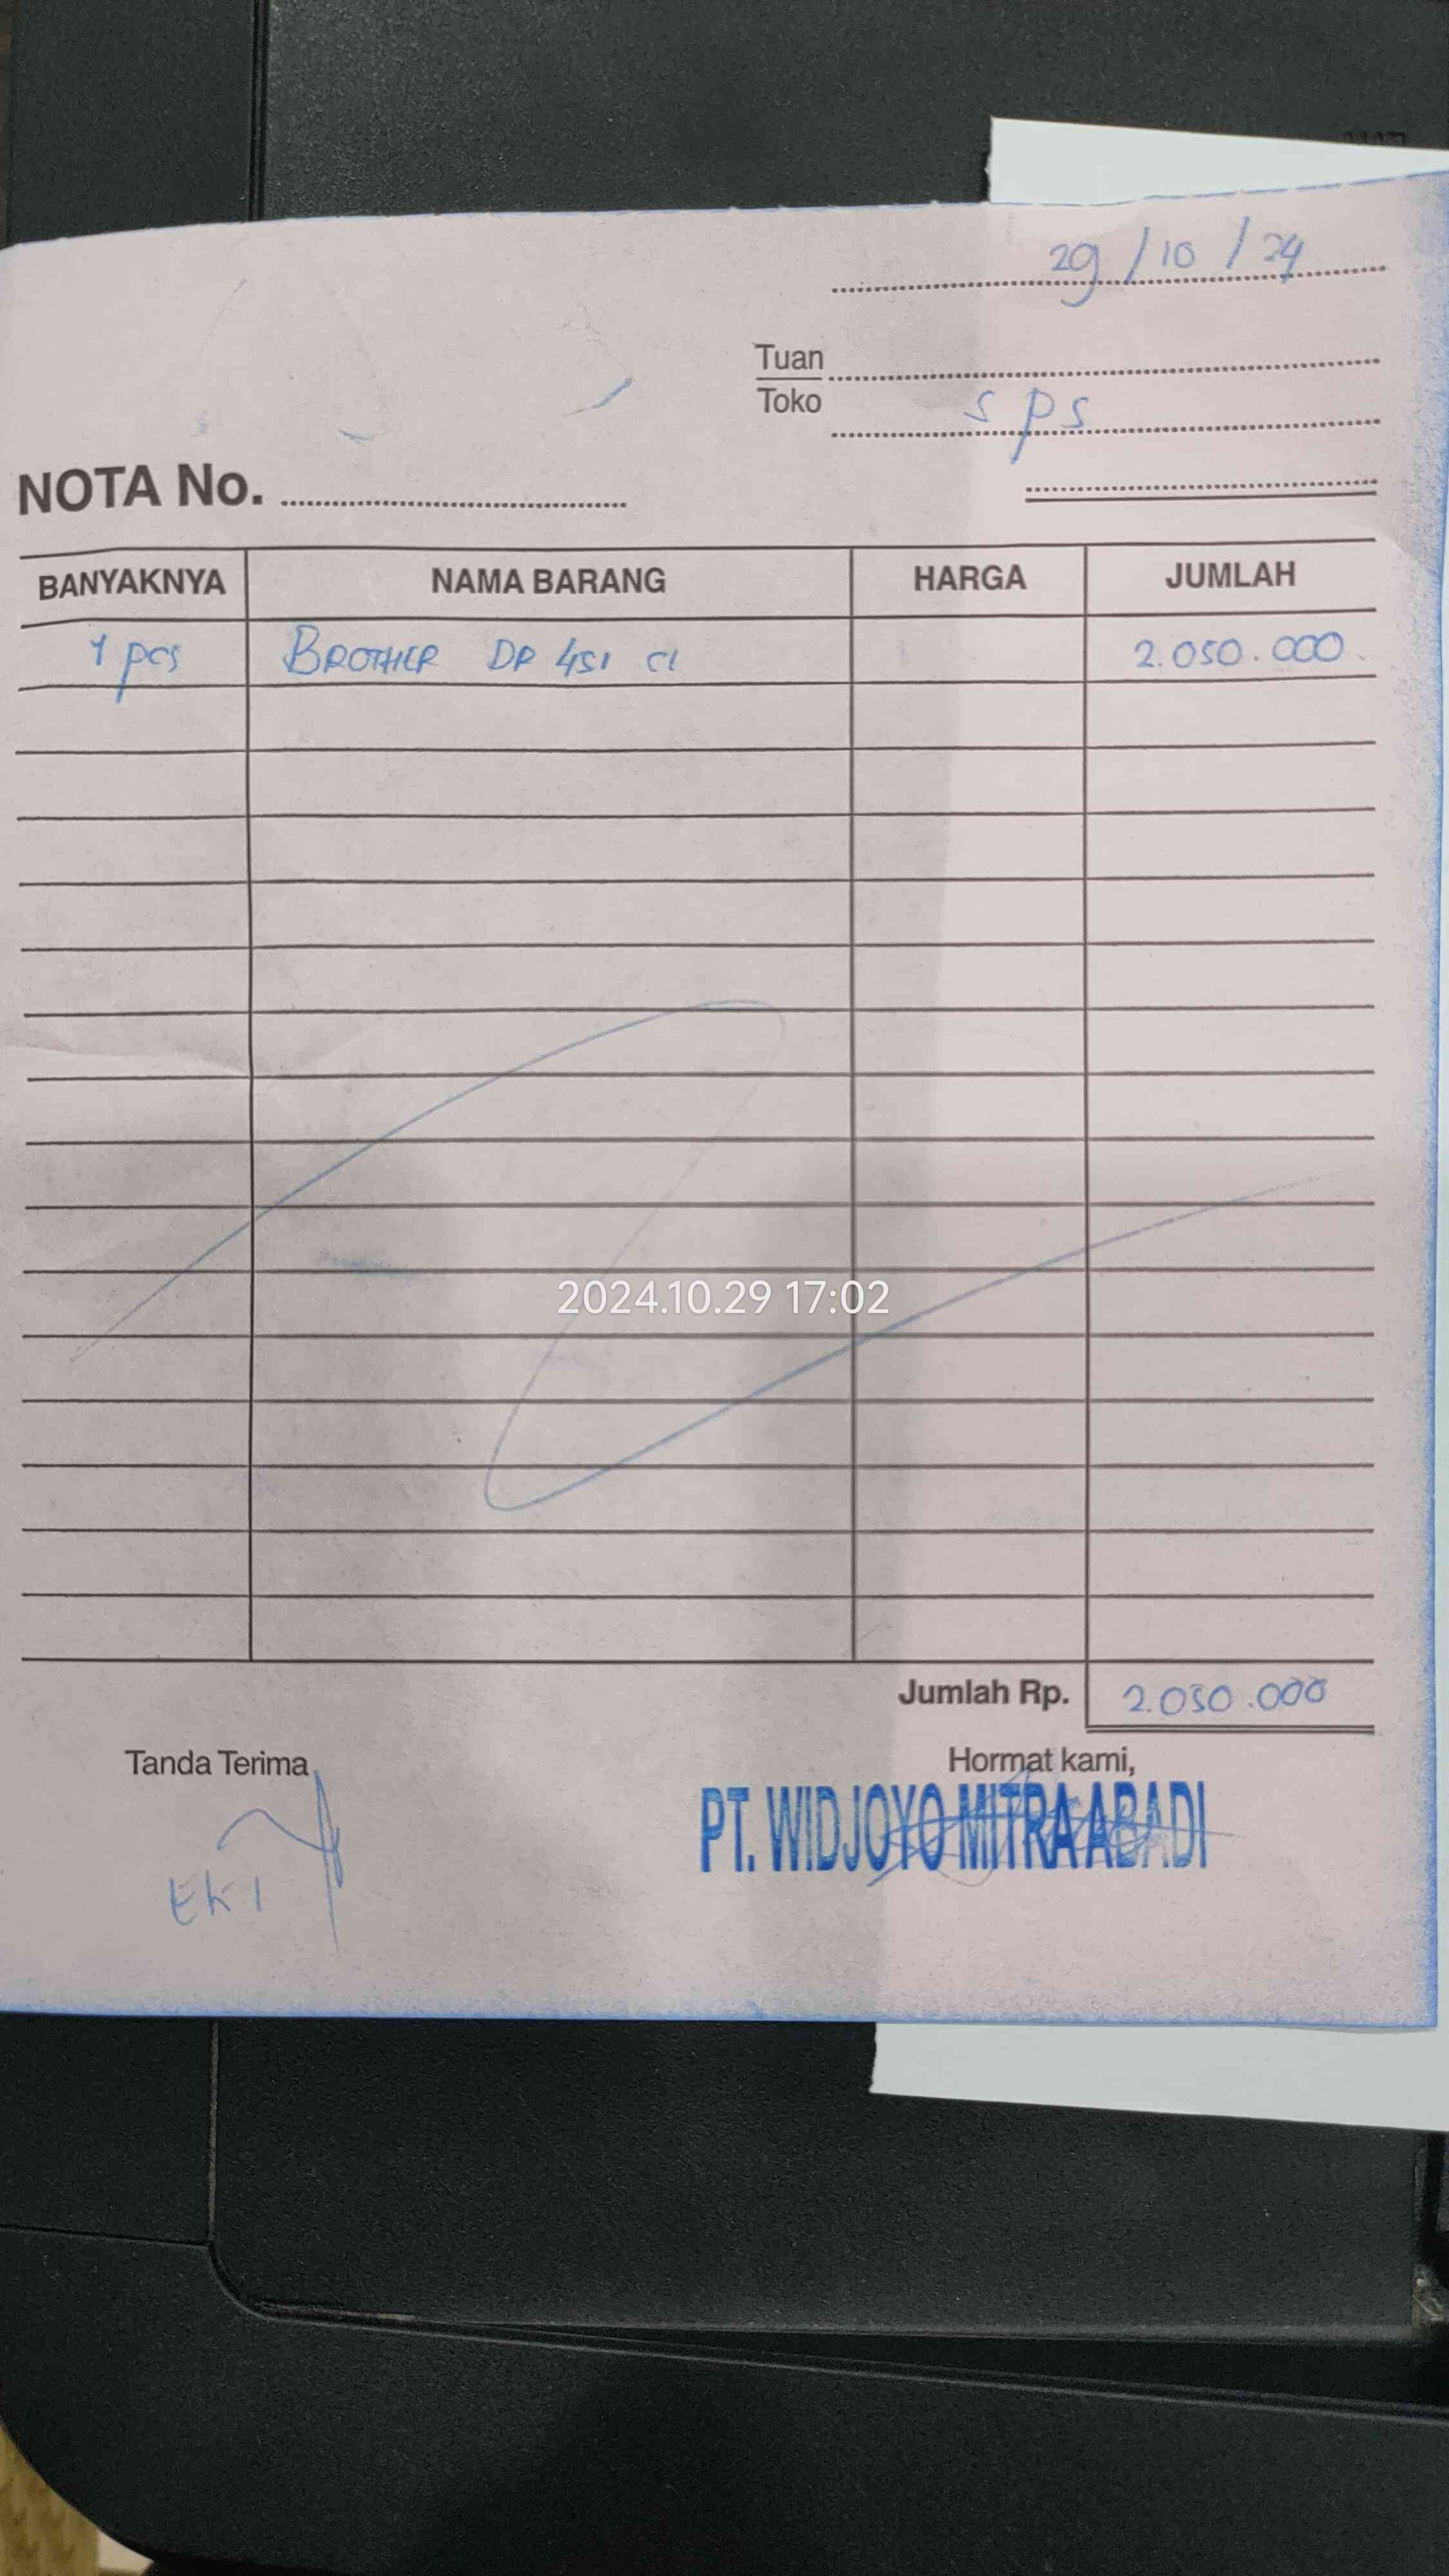 29/10/24
Tuan
Toko
sps
NOTA No.
BANYAKNYA NAMA BARANG HARGA JUMLAH
1 pcs BROTHER DR 451 CL 2.050.000
2024.10.29 17:02
Jumlah Rp. 2.050.000
Tanda Terima Hormat kami,
PT. WIDJOYO MITRA ABADI
EKI